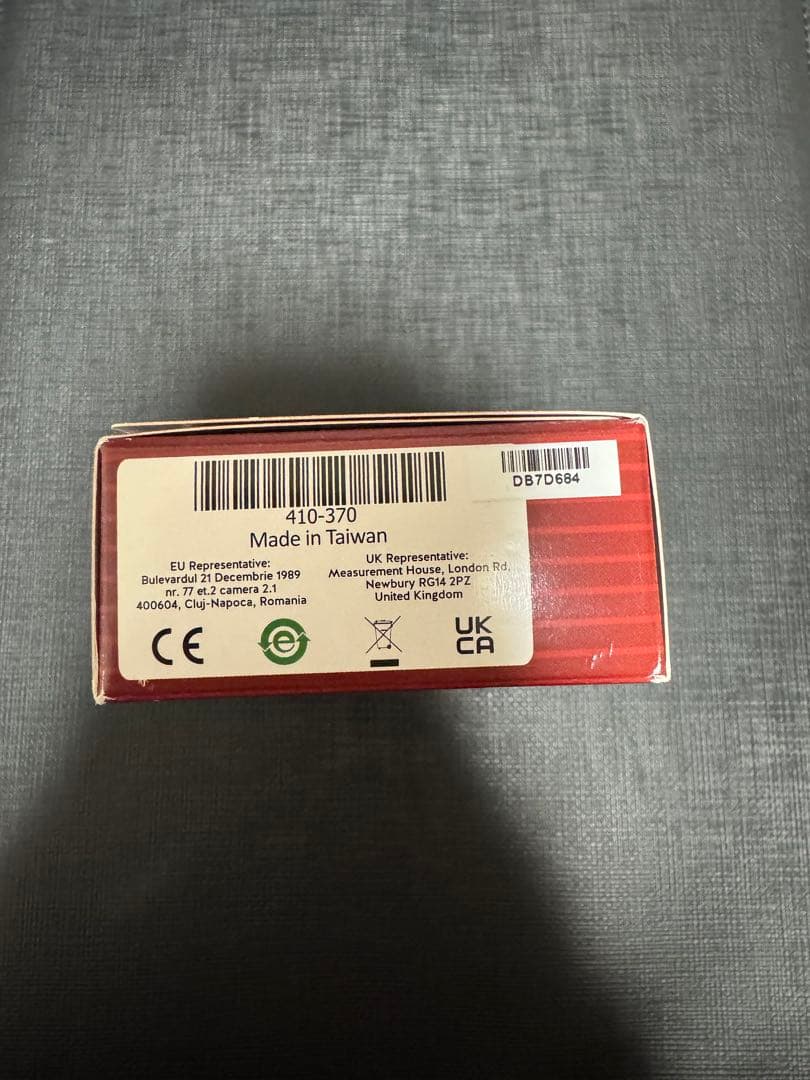 410-370
Made in Taiwan
DB7D684
EU Representative:
Bulevardul 21 Decembrie 1989
nr. 77 et.2 camera 2.1
400604, Cluj-Napoca, Romania
UK Representative:
Measurement House, London Rd,
Newbury RG14 2PZ
United Kingdom
CE
e
UK
CA